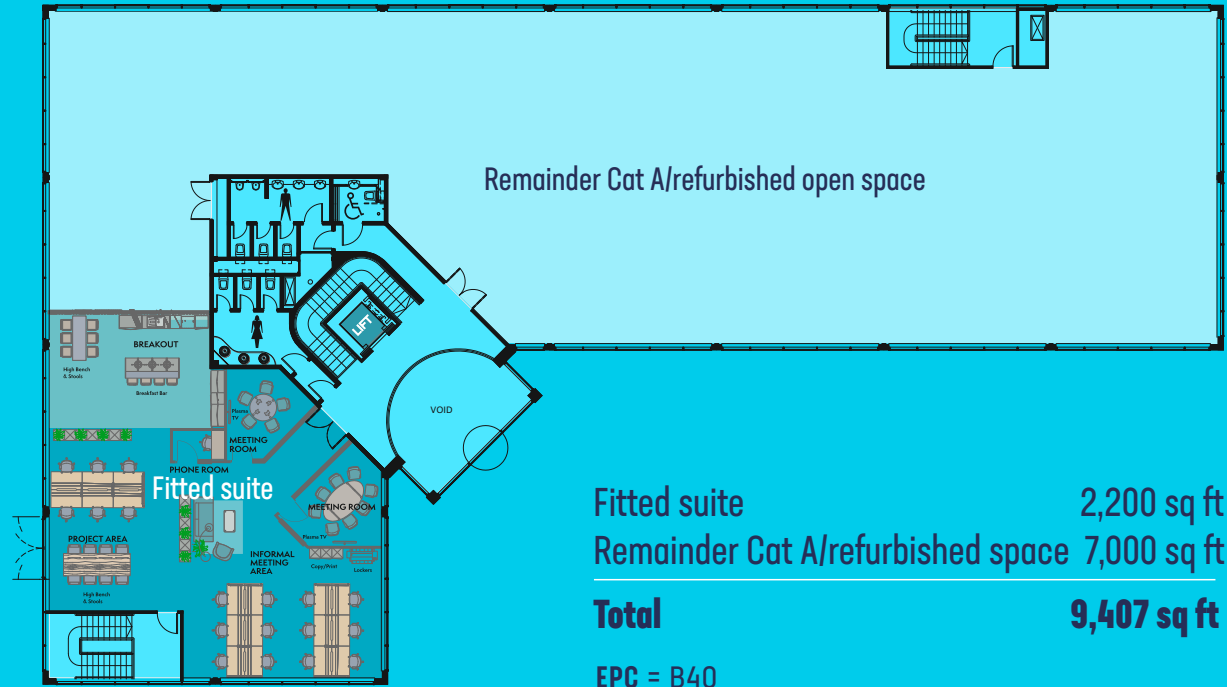 Remainder Cat A/refurbished open space
LIFT
BREAKOUT
High Bench
& Stools
Breakfast Bar
Plasma
TV
MEETING
ROOM
VOID
PHONE ROOM
Fitted suite
MEETING ROOM
Plasma TV
PROJECT AREA
INFORMAL
MEETING
AREA
Copy/Print
Lockers
High Bench
& Stools
Fitted suite 2,200 sq ft
Remainder Cat A/refurbished space 7,000 sq ft
Total 9,407 sq ft
EPC = B40